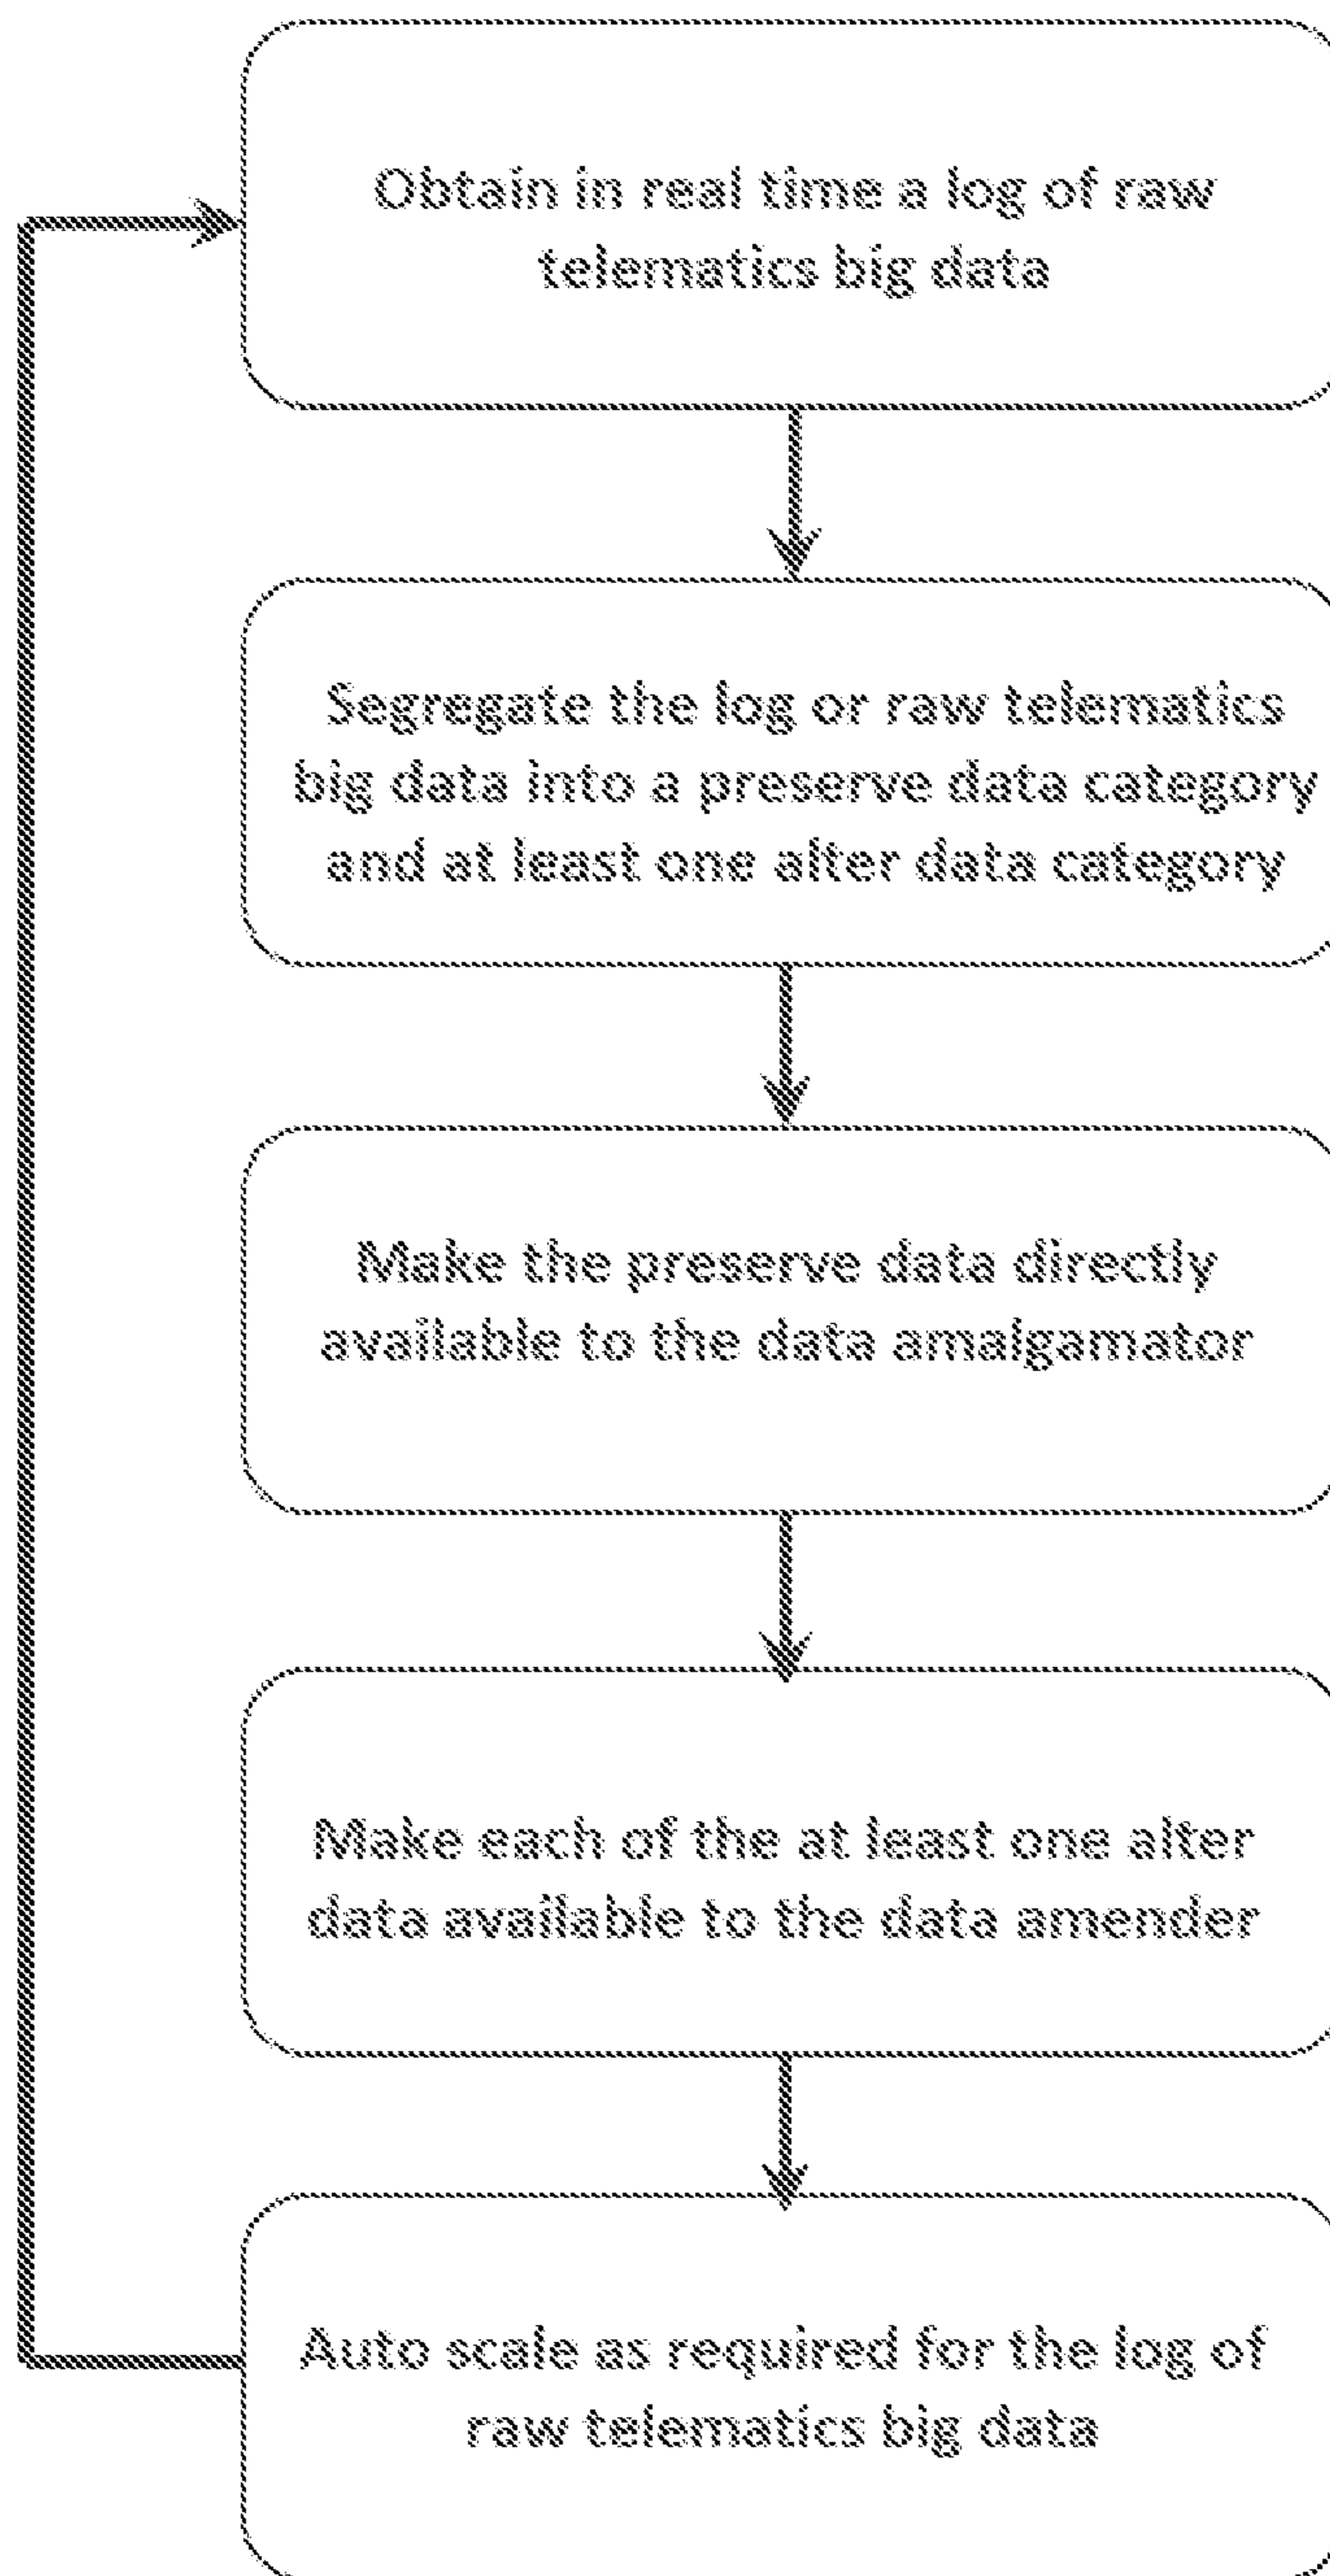 Obtain in real time a log of raw
telematics big data
Segregate the log or raw telematics
big data into a preserve data category
and at least one alter data category
Make the preserve data directly
available to the data amalgamator
Make each of the at least one alter
data available to the data amender
Auto scale as required for the log of
raw telematics big data